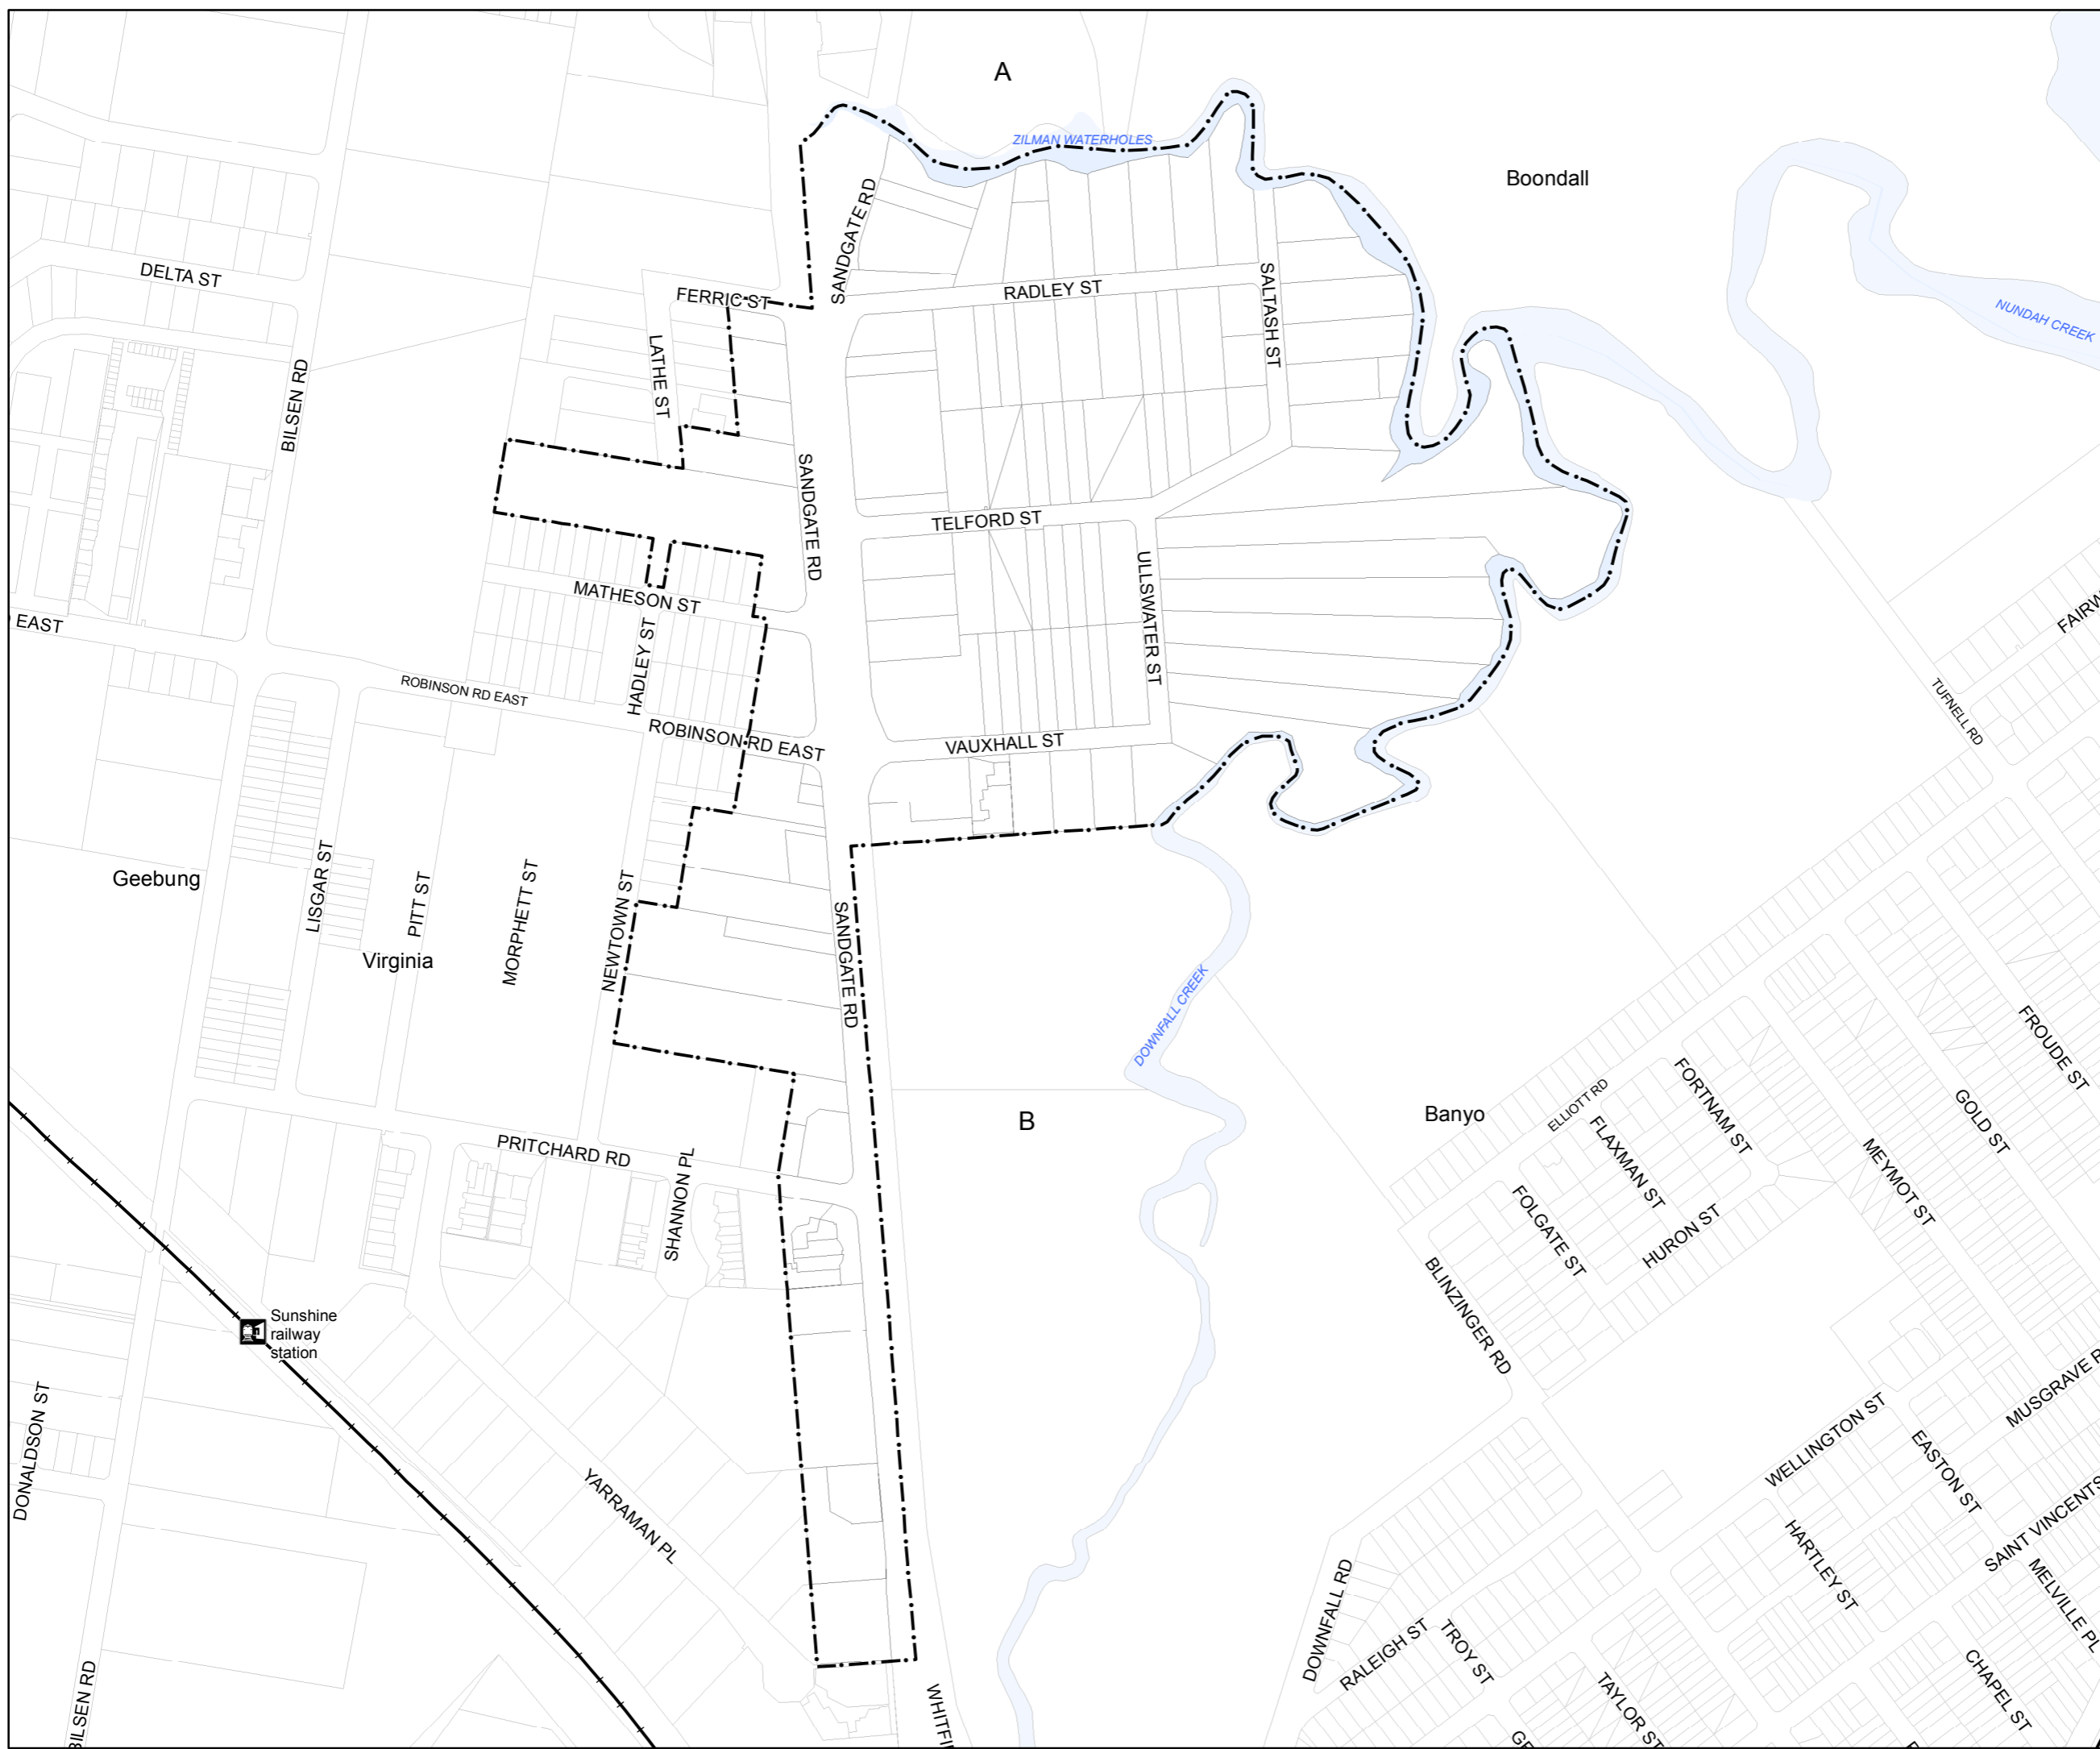 A
ZILMAN WATERHOLES
Boondall
SANDGATE RD
DELTA ST
FERRIC ST
RADLEY ST
SALTASH ST
NUNDAH CREEK
LATHE ST
BILSEN RD
SANDGATE RD
TELFORD ST
ULLSWATER ST
MATHESON ST
EAST
HADLEY ST
ROBINSON RD EAST
ROBINSON RD EAST
VAUXHALL ST
TUFNELL RD
Geebung
LISGAR ST
PITT ST
MORPHETT ST
NEWTOWN ST
SANDGATE RD
Virginia
DOWNFALL CREEK
B
Banyo
ELLIOTT RD
FORTNAM ST
FROUDE ST
GOLD ST
FLAXMAN ST
MEYMOT ST
FOLGATE ST
HURON ST
PRITCHARD RD
SHANNON PL
BLINZINGER RD
Sunshine
railway
station
DONALDSON ST
YARRAMAN PL
MUSGRAVE
WELLINGTON ST
EASTON ST
HARTLEY ST
SAINT VINCENTS
MELVILLE PL
DOWNFALL RD
RALEIGH ST
TROY ST
TAYLOR ST
CHAPEL ST
BILSEN RD